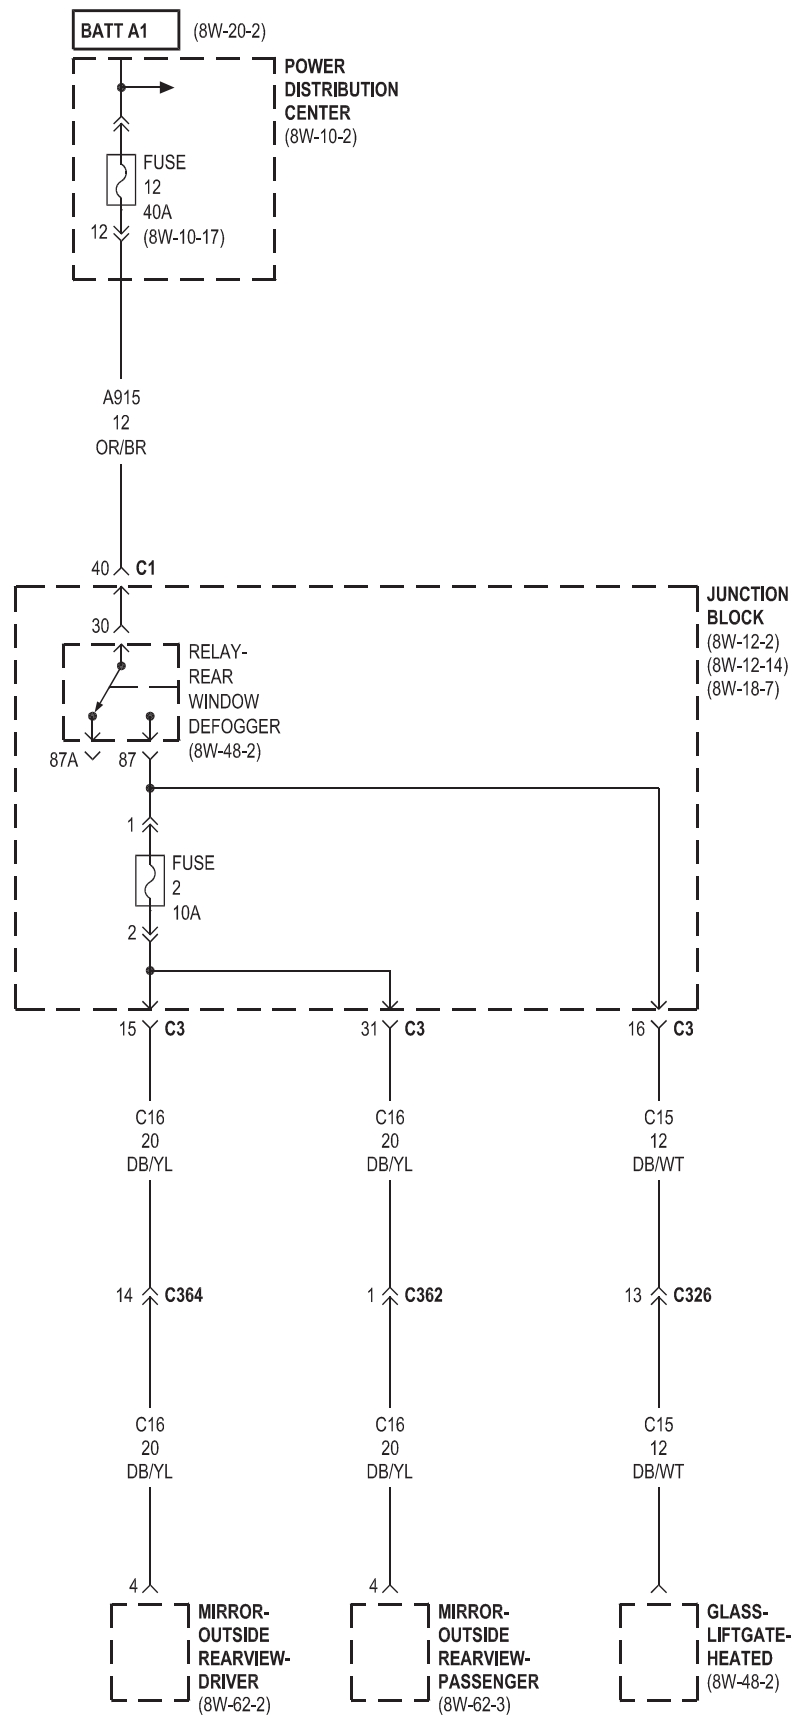 BATT A1 (8W-20-2)
POWER
DISTRIBUTION
CENTER
(8W-10-2)
FUSE
12
40A
12 (8W-10-17)
A915
12
OR/BR
40 C1
JUNCTION
BLOCK
(8W-12-2)
(8W-12-14)
(8W-18-7)
30
RELAY-
REAR
WINDOW
DEFOGGER
(8W-48-2)
87A 87
1
FUSE
2
10A
2
15 C3 31 C3 16 C3
C16 C16 C15
20 20 12
DB/YL DB/YL DB/WT
14 C364 1 C362 13 C326
C16 C16 C15
20 20 12
DB/YL DB/YL DB/WT
4 4
MIRROR-
OUTSIDE
REARVIEW-
DRIVER
(8W-62-2)
MIRROR-
OUTSIDE
REARVIEW-
PASSENGER
(8W-62-3)
GLASS-
LIFTGATE-
HEATED
(8W-48-2)